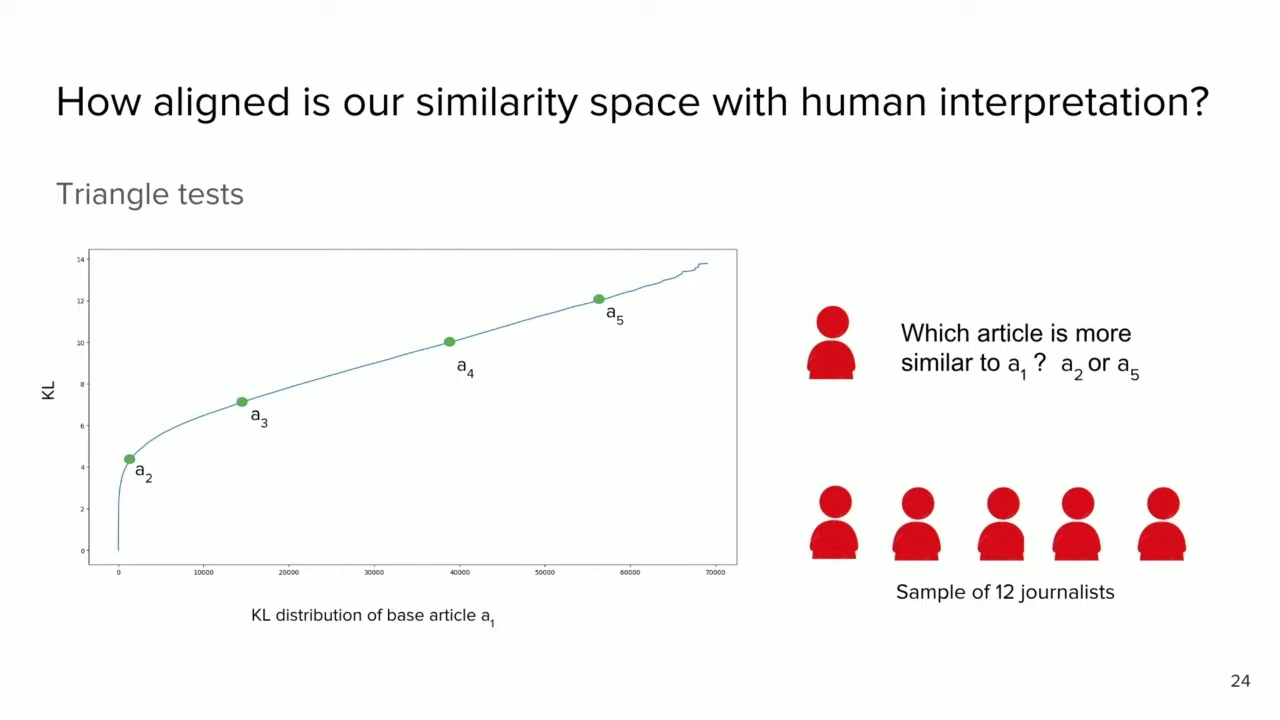 How aligned is our similarity space with human interpretation?
Triangle tests
14
12
10
8
6
4
2
0
KL
a2
a3
a4
a5
0 10000 20000 30000 40000 50000 60000 70000
KL distribution of base article a1
Which article is more
similar to a1 ? a2 or a5
Sample of 12 journalists
24